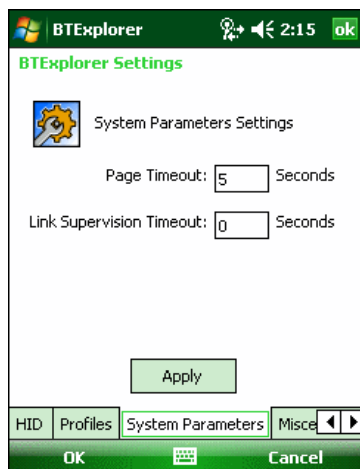 BTExplorer 2:15 ok
BTExplorer Settings
System Parameters Settings
Page Timeout: 5 Seconds
Link Supervision Timeout: 0 Seconds
Apply
HID Profiles System Parameters Misce
OK Cancel